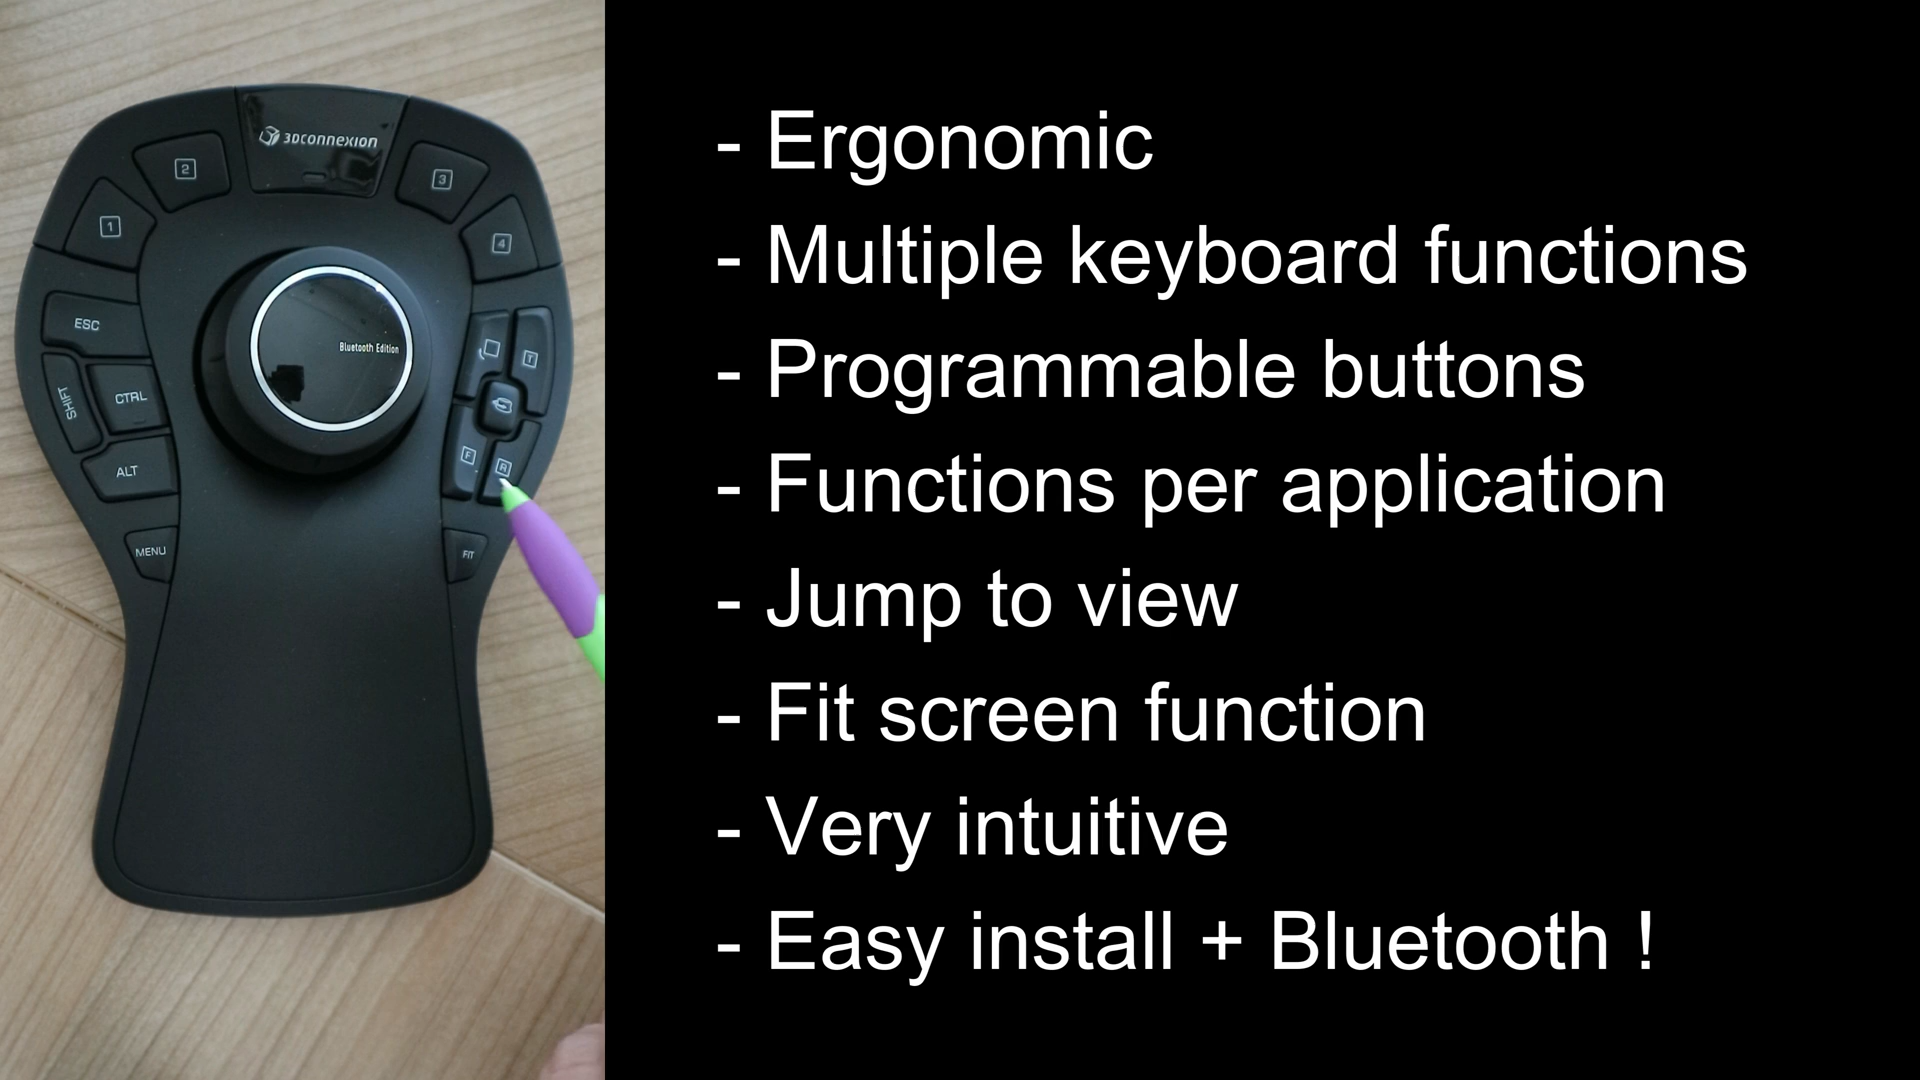 3Dconnexion
2
3
1
4
Bluetooth Edition
ESC
T
SHIFT
CTRL
F
R
ALT
MENU
FIT
- Ergonomic
- Multiple keyboard functions
- Programmable buttons
- Functions per application
- Jump to view
- Fit screen function
- Very intuitive
- Easy install + Bluetooth !